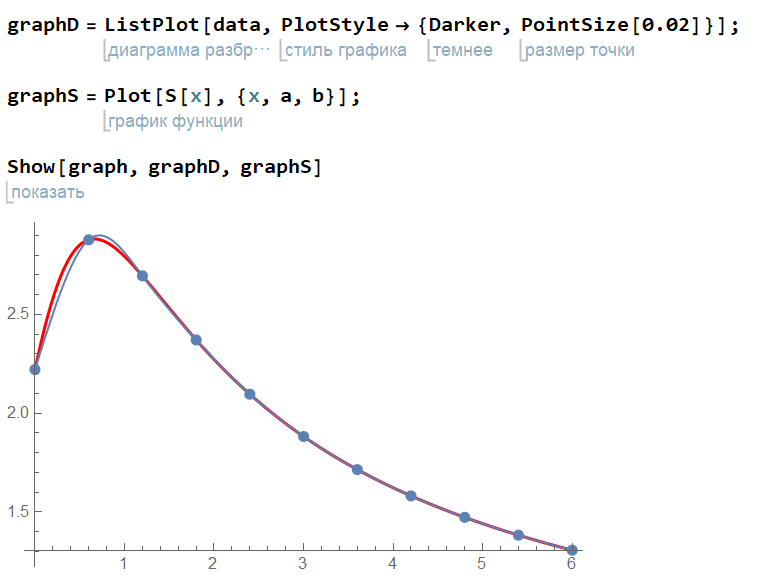 graphD = ListPlot[data, PlotStyle → {Darker, PointSize[0.02]}];
диаграмма разбр⋯ стиль графика темнее размер точки
graphS = Plot[S[x], {x, a, b}];
график функции
Show[graph, graphD, graphS]
показать
2.5
2.0
1.5
1 2 3 4 5 6